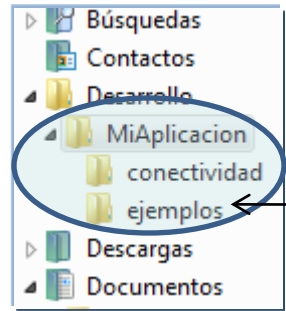 Búsquedas
Contactos
Desarrollo
MiAplicacion
conectividad
ejemplos
Descargas
Documentos